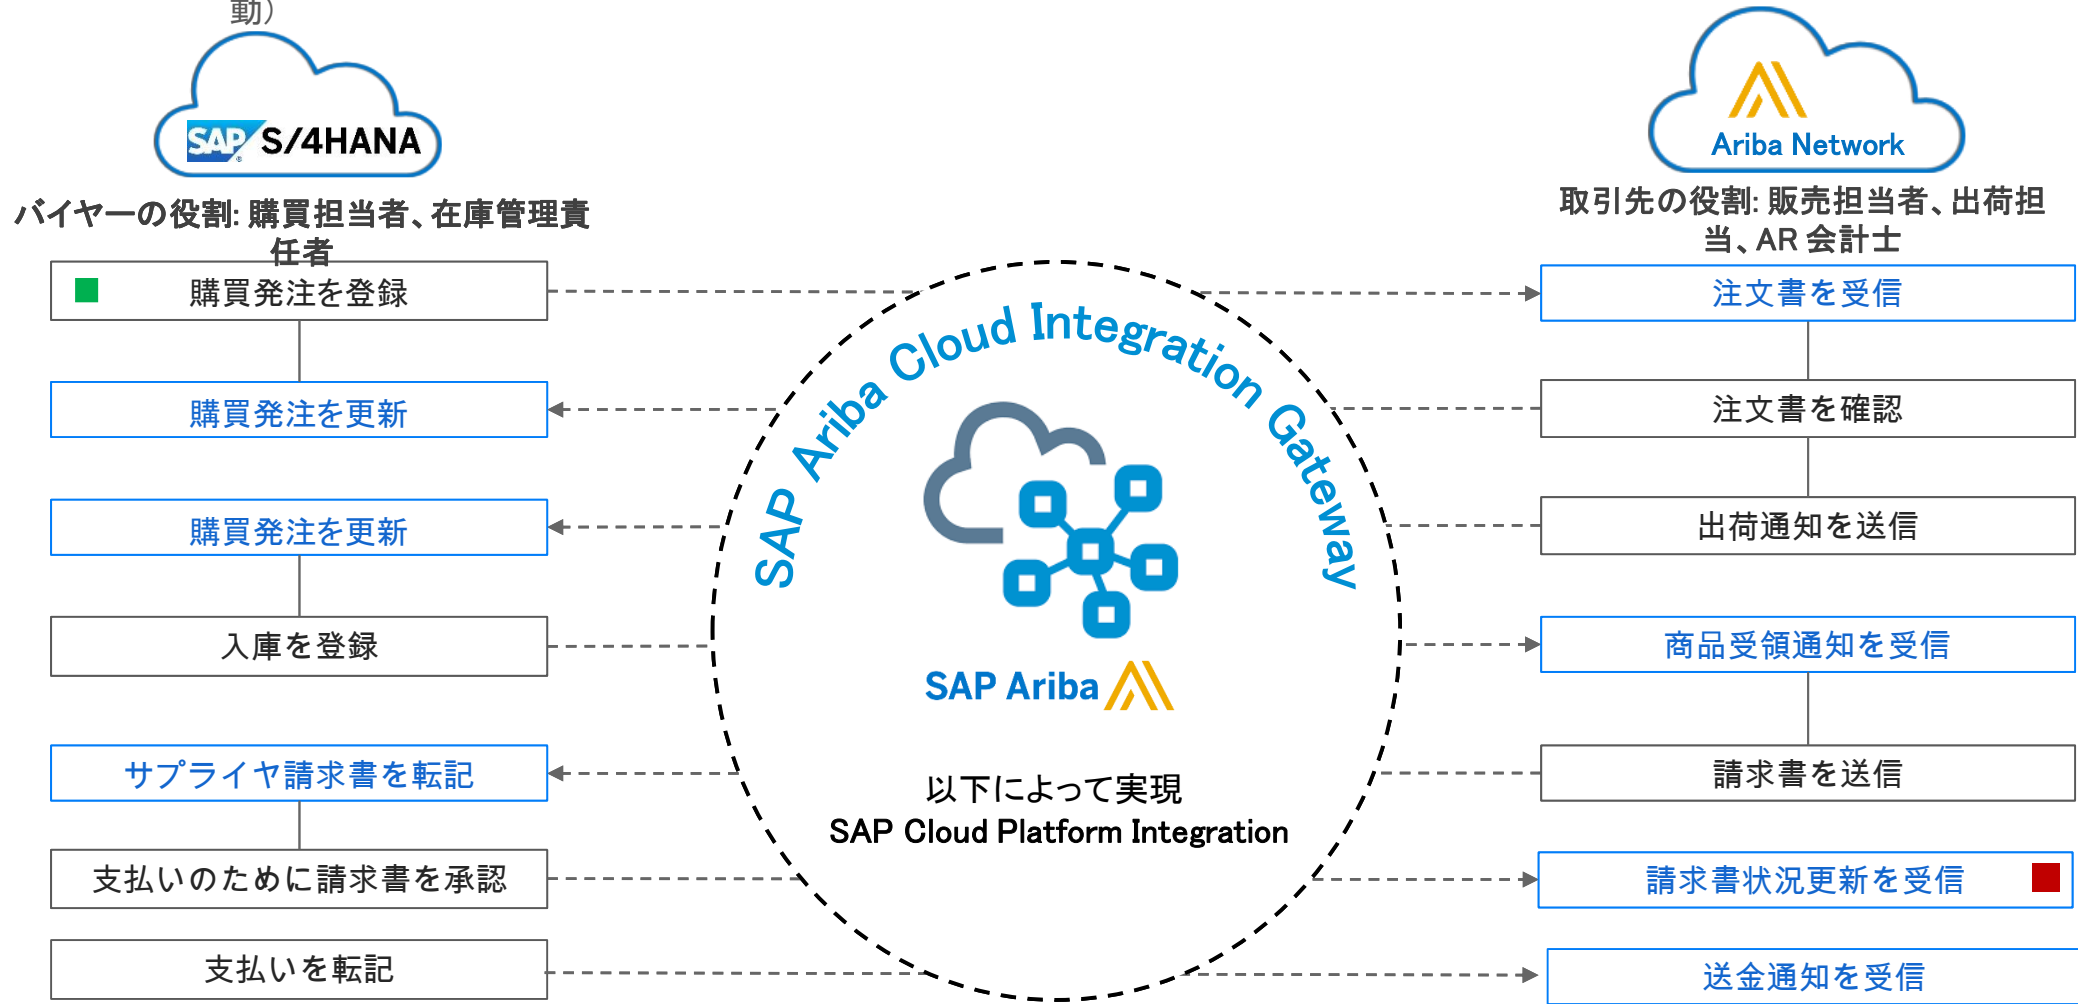 動）
SAP S/4HANA
バイヤーの役割: 購買担当者、在庫管理責
任者
購買発注を登録
購買発注を更新
購買発注を更新
入庫を登録
サプライヤ請求書を転記
支払いのために請求書を承認
支払いを転記
SAP Ariba Cloud Integration Gateway
SAP Ariba
以下によって実現
SAP Cloud Platform Integration
Ariba Network
取引先の役割: 販売担当者、出荷担
当、AR 会計士
注文書を受信
注文書を確認
出荷通知を送信
商品受領通知を受信
請求書を送信
請求書状況更新を受信
送金通知を受信